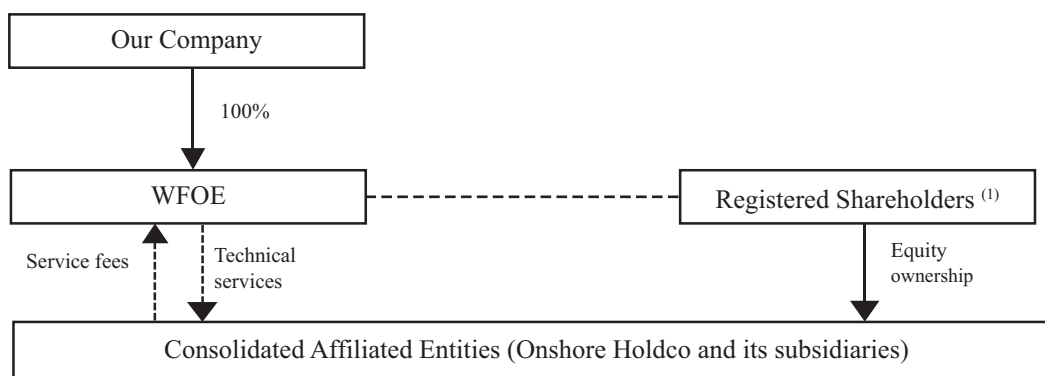 Our Company
100%
WFOE
Registered Shareholders (1)
Service fees
Technical
services
Equity
ownership
Consolidated Affiliated Entities (Onshore Holdco and its subsidiaries)